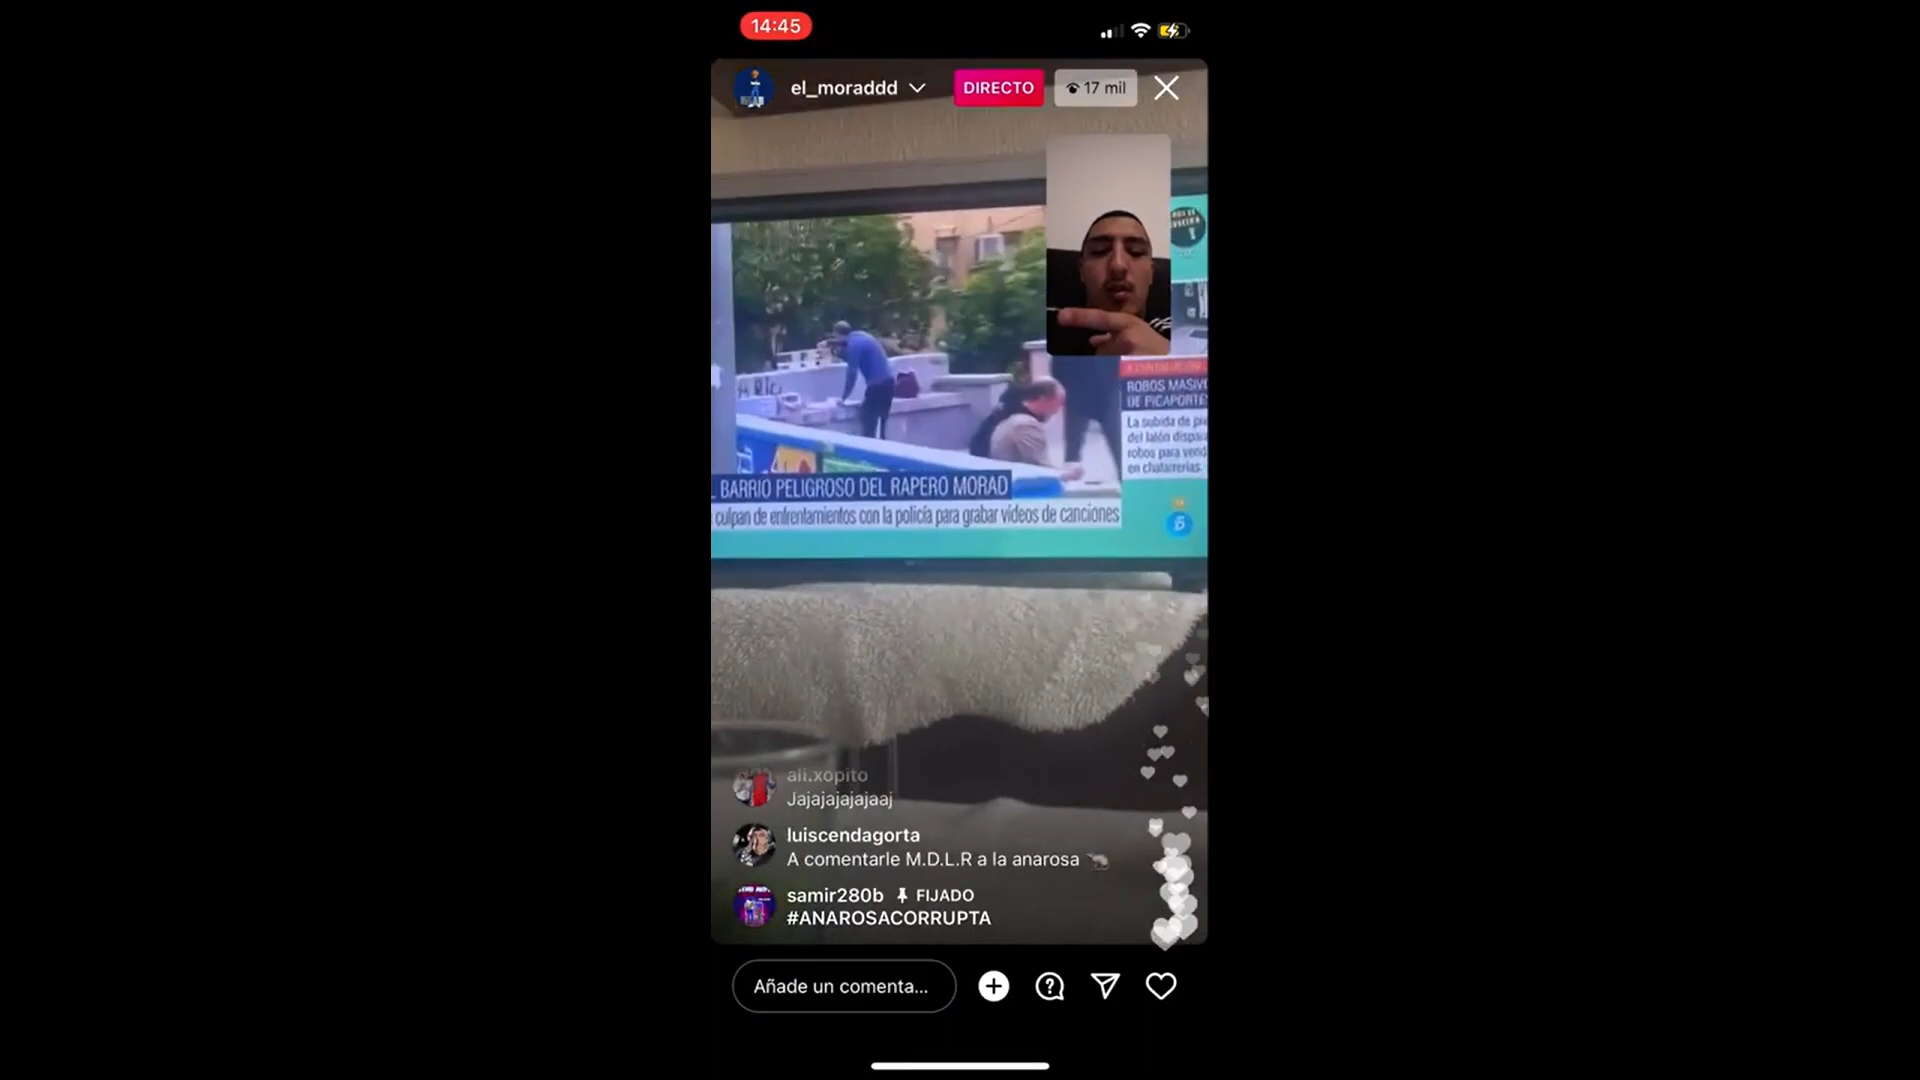 14:45
el_moraddd
DIRECTO
17 mil
ROBOS MASIV
DE PICAPORTE
La subida de
del latón dispa
robos para vend
en chatarrerías
BARRIO PELIGROSO DEL RAPERO MORAD
culpan de enfrentamientos con la policía para grabar videos de canciones
5
ali.xopito
Jajajajajajaaj
luiscendagorta
A comentarle M.D.L.R a la anarosa
samir280b FIJADO
#ANAROSACORRUPTA
Añade un comenta...